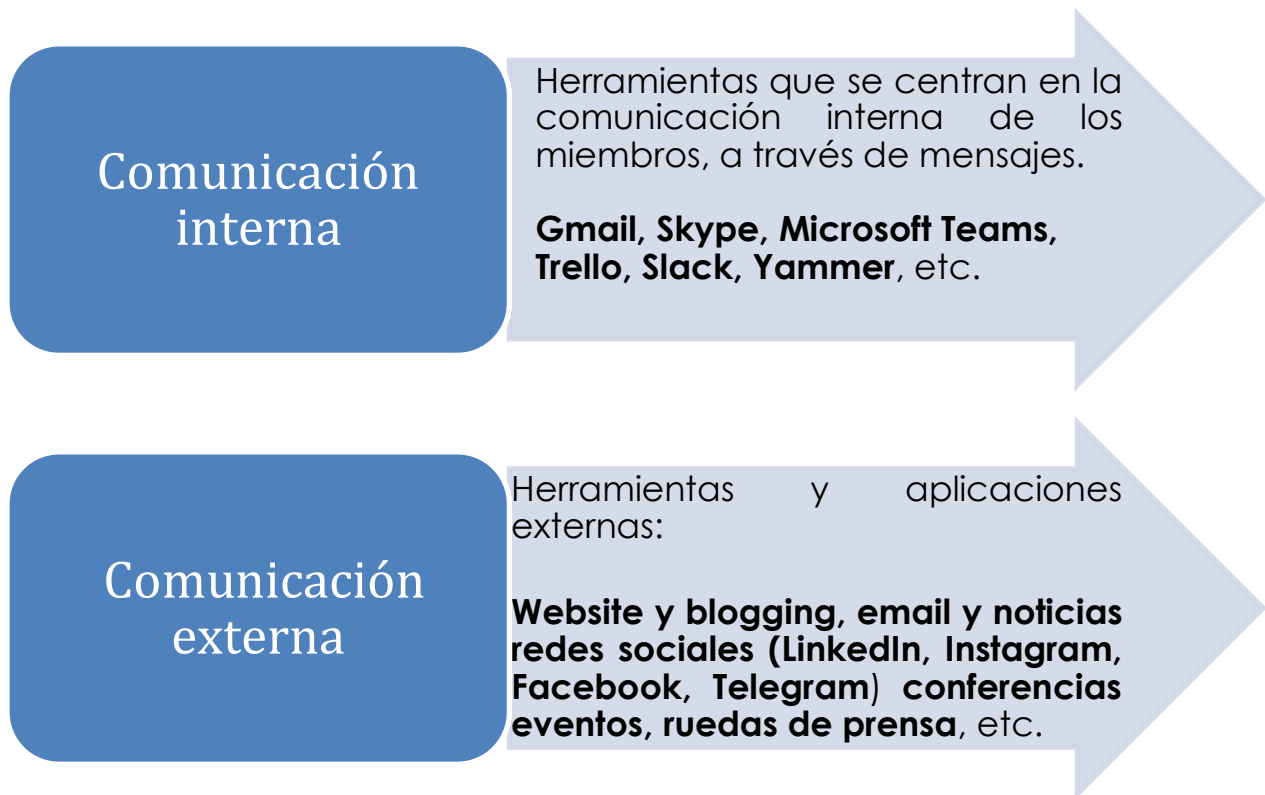 Comunicación
interna
Herramientas que se centran en la
comunicación interna de los
miembros, a través de mensajes.
Gmail, Skype, Microsoft Teams,
Trello, Slack, Yammer, etc.
Comunicación
externa
Herramientas y aplicaciones
externas:
Website y blogging, email y noticias
redes sociales (LinkedIn, Instagram,
Facebook, Telegram) conferencias
eventos, ruedas de prensa, etc.